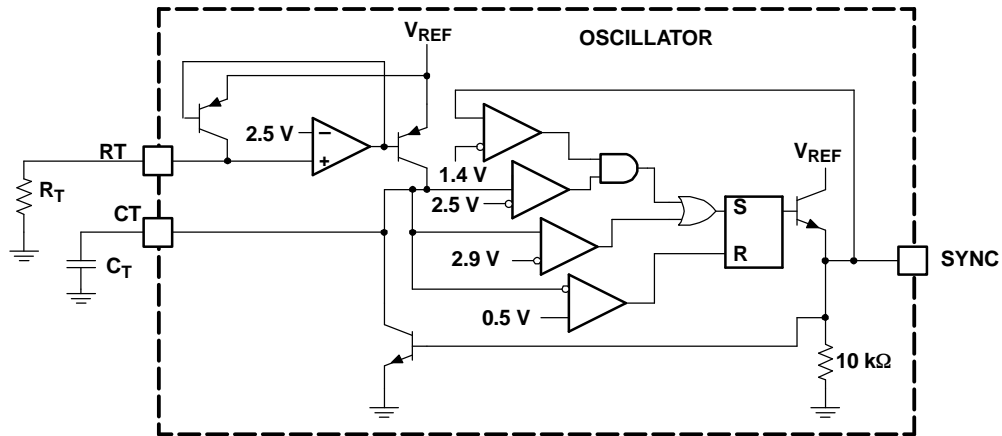 OSCILLATOR
VREF
2.5 V
−
+
RT
RT
CT
CT
1.4 V
2.5 V
2.9 V
0.5 V
S
R
VREF
SYNC
10 kΩ